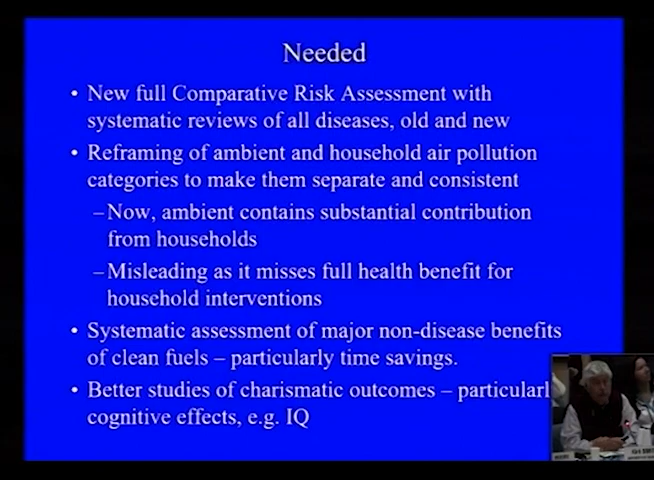 Needed
• New full Comparative Risk Assessment with
systematic reviews of all diseases, old and new
• Reframing of ambient and household air pollution
categories to make them separate and consistent
– Now, ambient contains substantial contribution
from households
– Misleading as it misses full health benefit for
household interventions
• Systematic assessment of major non-disease benefits
of clean fuels – particularly time savings.
• Better studies of charismatic outcomes – particularl
cognitive effects, e.g. IQ